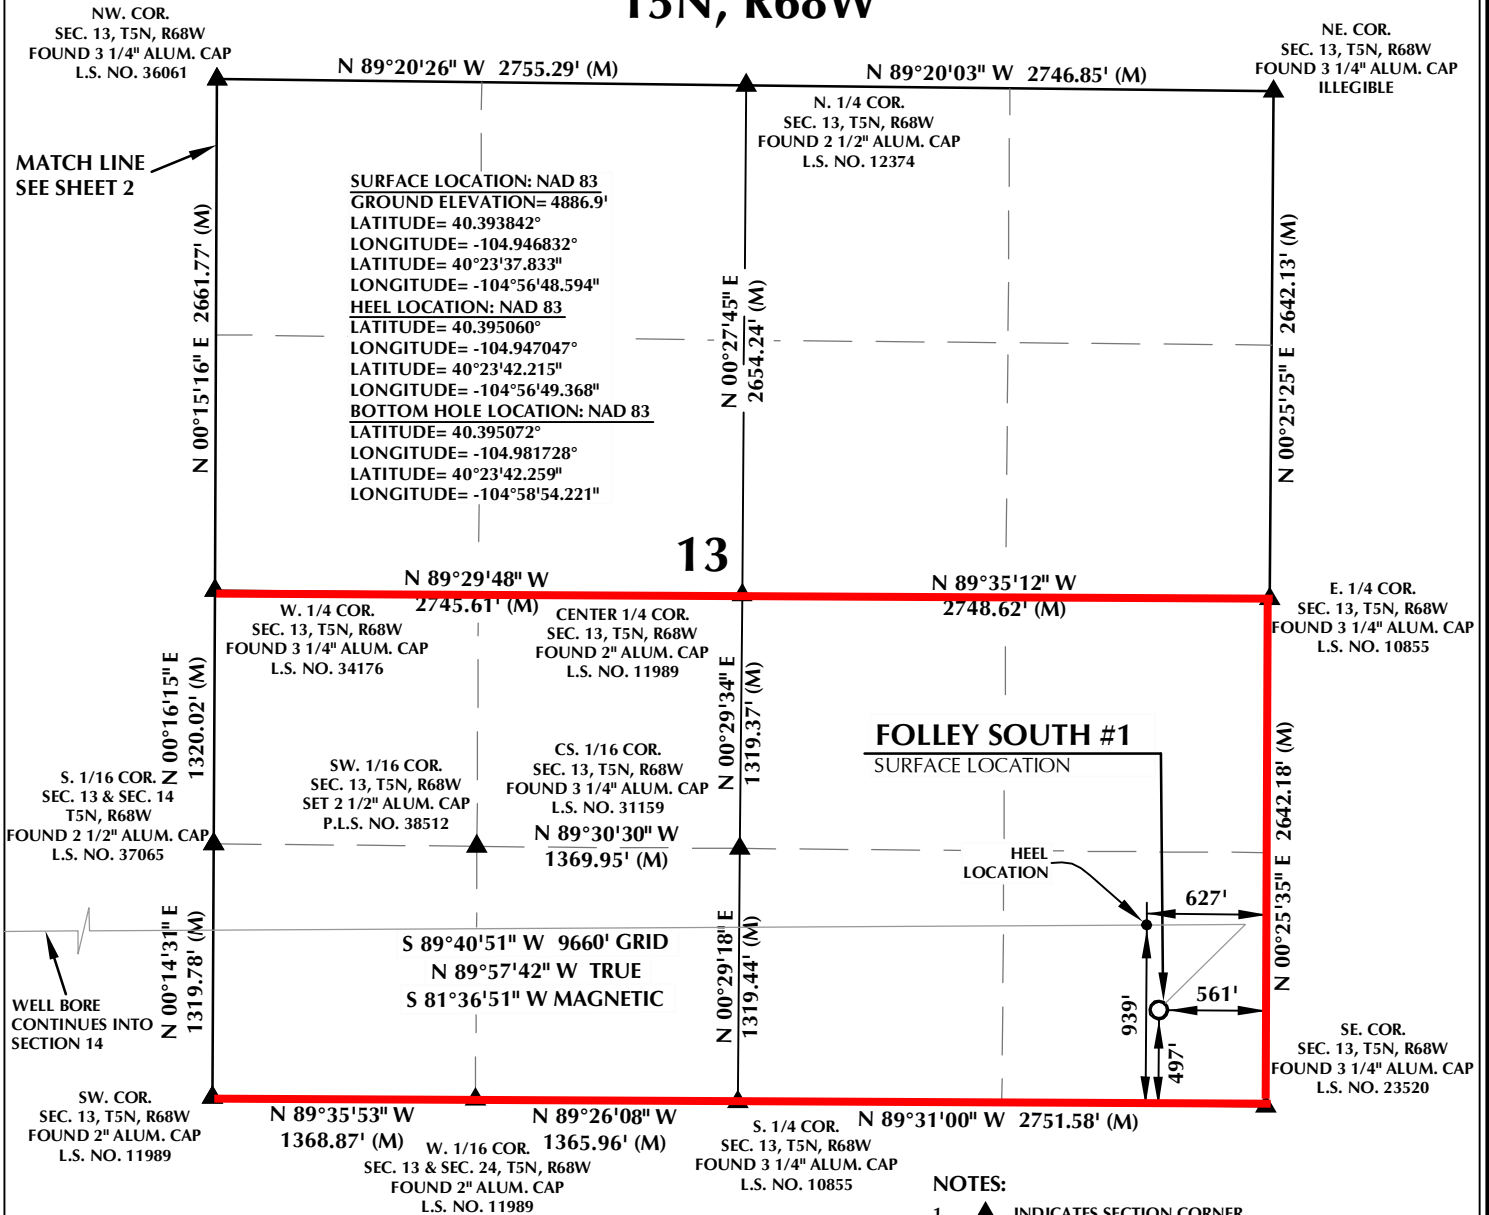 T5N, R68W
NW. COR.
SEC. 13, T5N, R68W
FOUND 3 1/4" ALUM. CAP
L.S. NO. 36061
N 89°20'26" W 2755.29' (M)
N 89°20'03" W 2746.85' (M)
NE. COR.
SEC. 13, T5N, R68W
FOUND 3 1/4" ALUM. CAP
ILLEGIBLE
N. 1/4 COR.
SEC. 13, T5N, R68W
FOUND 2 1/2" ALUM. CAP
L.S. NO. 12374
MATCH LINE
SEE SHEET 2
SURFACE LOCATION: NAD 83
GROUND ELEVATION= 4886.9'
LATITUDE= 40.393842°
LONGITUDE= -104.946832°
LATITUDE= 40°23'37.833"
LONGITUDE= -104°56'48.594"
HEEL LOCATION: NAD 83
LATITUDE= 40.395060°
LONGITUDE= -104.947047°
LATITUDE= 40°23'42.215"
LONGITUDE= -104°56'49.368"
BOTTOM HOLE LOCATION: NAD 83
LATITUDE= 40.395072°
LONGITUDE= -104.981728°
LATITUDE= 40°23'42.259"
LONGITUDE= -104°58'54.221"
N 00°15'16" E 2661.77' (M)
N 00°27'45" E
2654.24' (M)
N 00°25'25" E 2642.13' (M)
13
N 89°29'48" W
2745.61' (M)
N 89°35'12" W
2748.62' (M)
W. 1/4 COR.
SEC. 13, T5N, R68W
FOUND 3 1/4" ALUM. CAP
L.S. NO. 34176
CENTER 1/4 COR.
SEC. 13, T5N, R68W
FOUND 2" ALUM. CAP
L.S. NO. 11989
E. 1/4 COR.
SEC. 13, T5N, R68W
FOUND 3 1/4" ALUM. CAP
L.S. NO. 10855
N 00°16'15" E
1320.02' (M)
N 00°29'34" E
1319.37' (M)
FOLLEY SOUTH #1
SURFACE LOCATION
N 00°25'35" E 2642.18' (M)
S. 1/16 COR.
SEC. 13 & SEC. 14
T5N, R68W
FOUND 2 1/2" ALUM. CAP
L.S. NO. 37065
SW. 1/16 COR.
SEC. 13, T5N, R68W
SET 2 1/2" ALUM. CAP
P.L.S. NO. 38512
CS. 1/16 COR.
SEC. 13, T5N, R68W
FOUND 3 1/4" ALUM. CAP
L.S. NO. 31159
N 89°30'30" W
1369.95' (M)
HEEL
LOCATION
627'
561'
939'
497'
S 89°40'51" W 9660' GRID
N 89°57'42" W TRUE
S 81°36'51" W MAGNETIC
N 00°14'31" E
1319.78' (M)
N 00°29'18" E
1319.44' (M)
WELL BORE
CONTINUES INTO
SECTION 14
SE. COR.
SEC. 13, T5N, R68W
FOUND 3 1/4" ALUM. CAP
L.S. NO. 23520
SW. COR.
SEC. 13, T5N, R68W
FOUND 2" ALUM. CAP
L.S. NO. 11989
N 89°35'53" W
1368.87' (M)
N 89°26'08" W
1365.96' (M)
N 89°31'00" W 2751.58' (M)
W. 1/16 COR.
SEC. 13 & SEC. 24, T5N, R68W
FOUND 2" ALUM. CAP
L.S. NO. 11989
S. 1/4 COR.
SEC. 13, T5N, R68W
FOUND 3 1/4" ALUM. CAP
L.S. NO. 10855
NOTES:
1. INDICATES SECTION CORNER